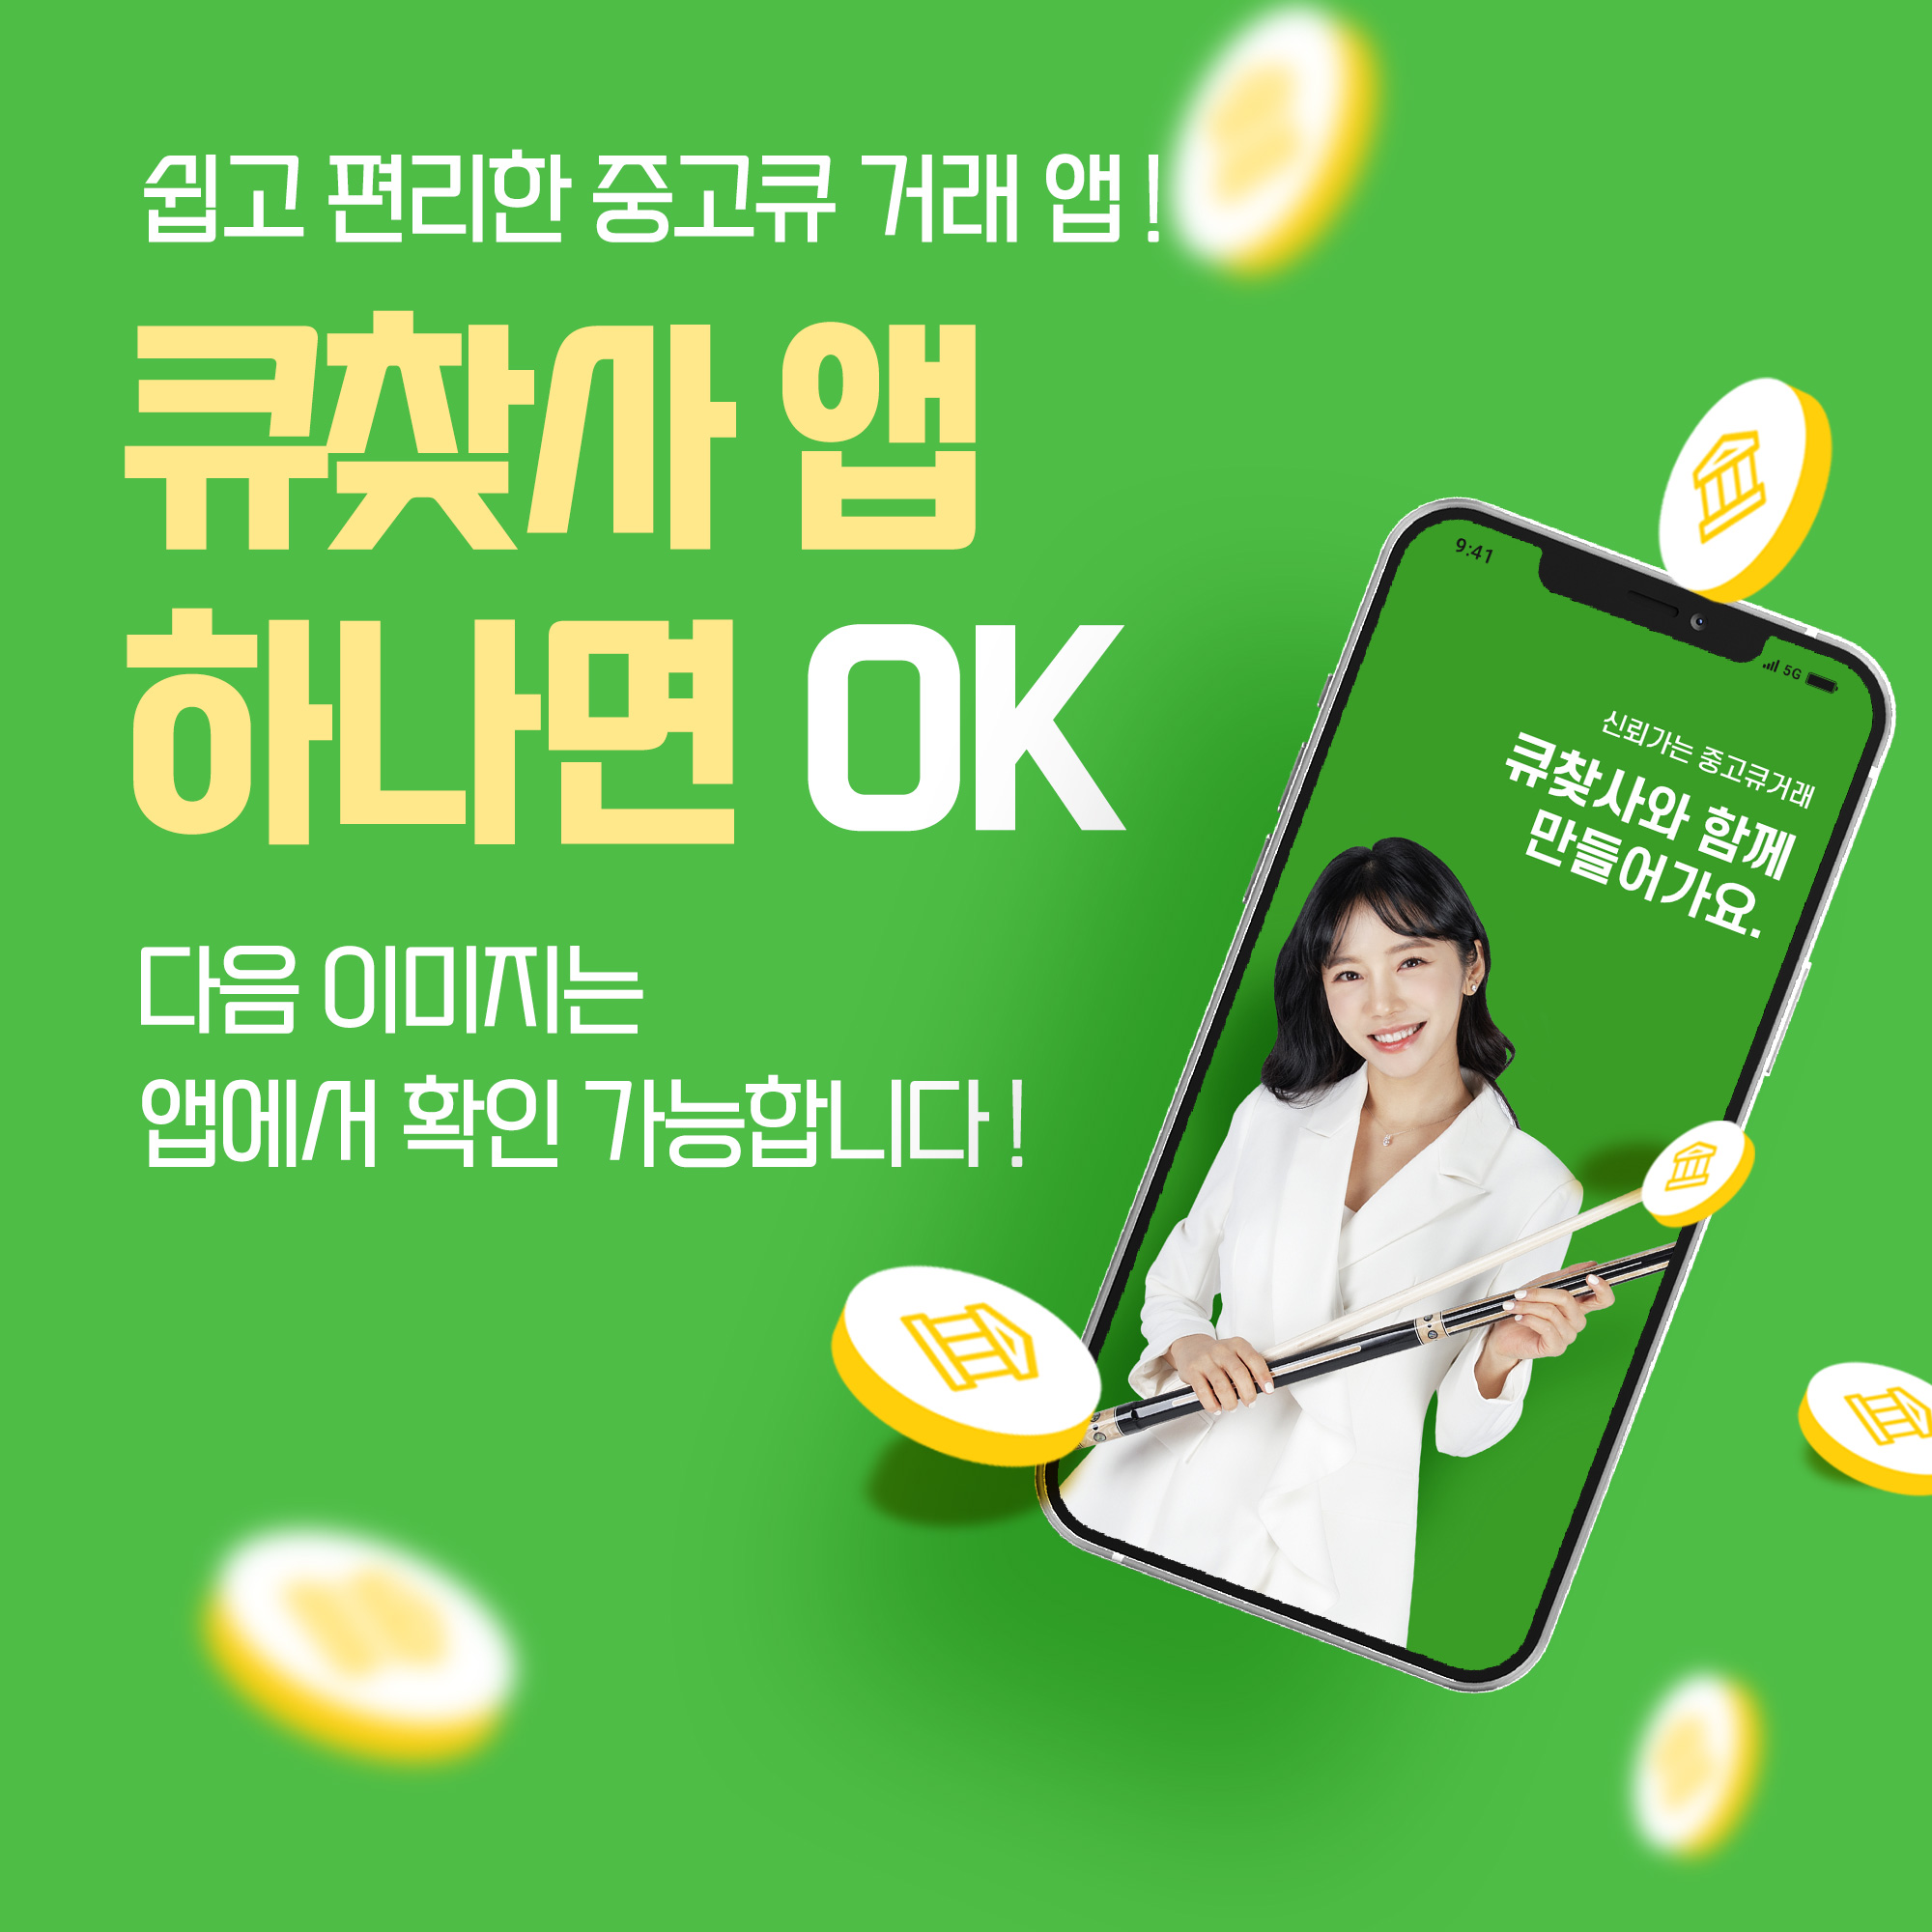 쉽고 편리한 중고큐 거래 앱!
큐찾사 앱
하나면 OK
다음 이미지는
앱에서 확인 가능합니다!
9:41
5G
신뢰가는 중고큐거래
큐찾사와 함께
만들어가요.